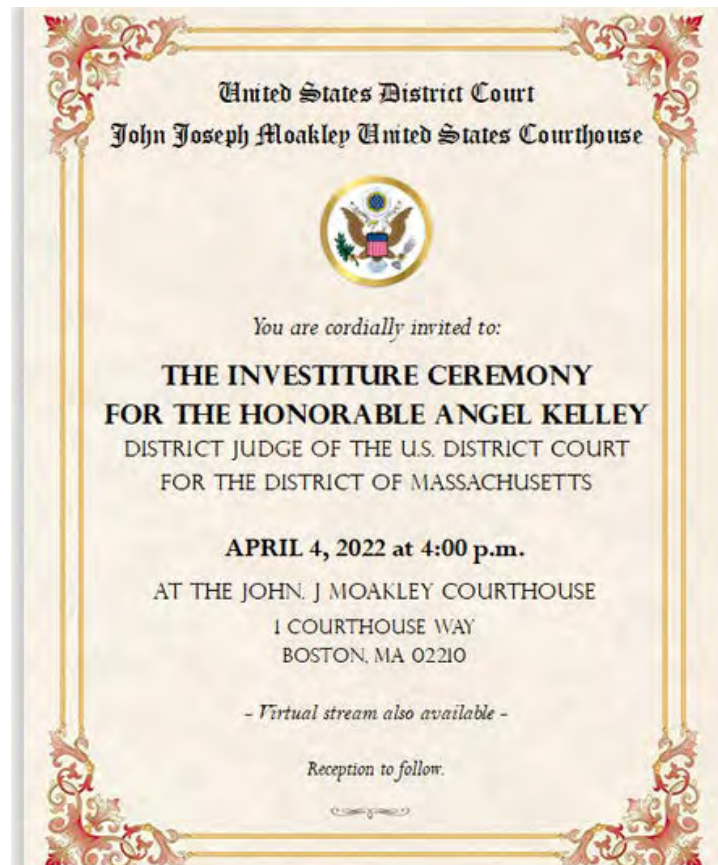 United States District Court
John Joseph Moakley United States Courthouse
You are cordially invited to:
THE INVESTITURE CEREMONY
FOR THE HONORABLE ANGEL KELLEY
DISTRICT JUDGE OF THE U.S. DISTRICT COURT
FOR THE DISTRICT OF MASSACHUSETTS
APRIL 4, 2022 at 4:00 p.m.
AT THE JOHN. J MOAKLEY COURTHOUSE
1 COURTHOUSE WAY
BOSTON, MA 02210
- Virtual stream also available -
Reception to follow.